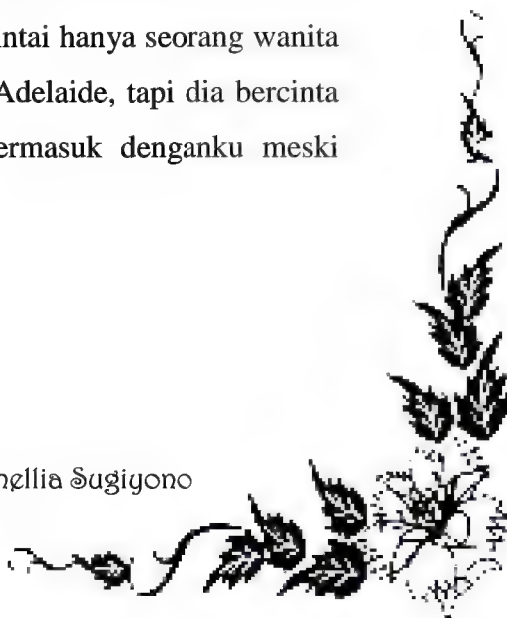 ntai hanya seorang wanita
Adelaide, tapi dia bercinta
ermasuk denganku meski
nellia Sugiyono